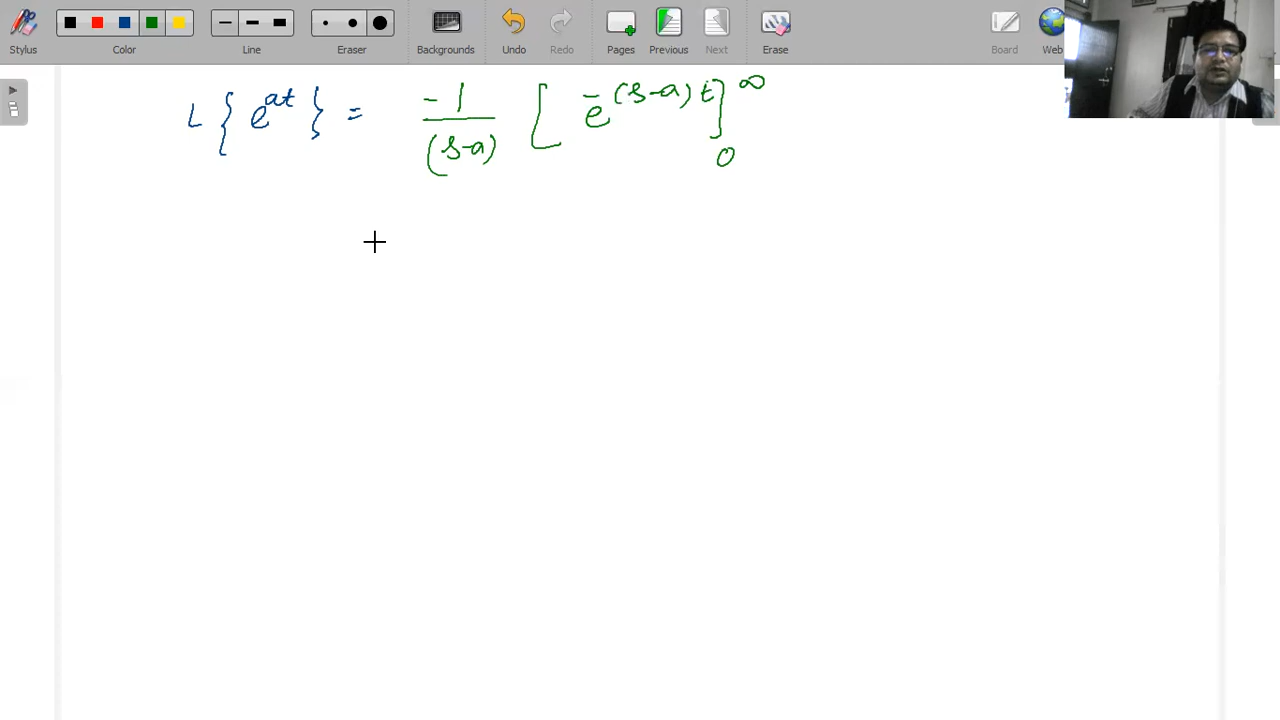 Stylus Color Line Eraser Backgrounds Undo Redo Pages Previous Next Erase Board Web
L{e^{at}} = -1/(s-a) [e^{-(s-a)t}]_0^∞